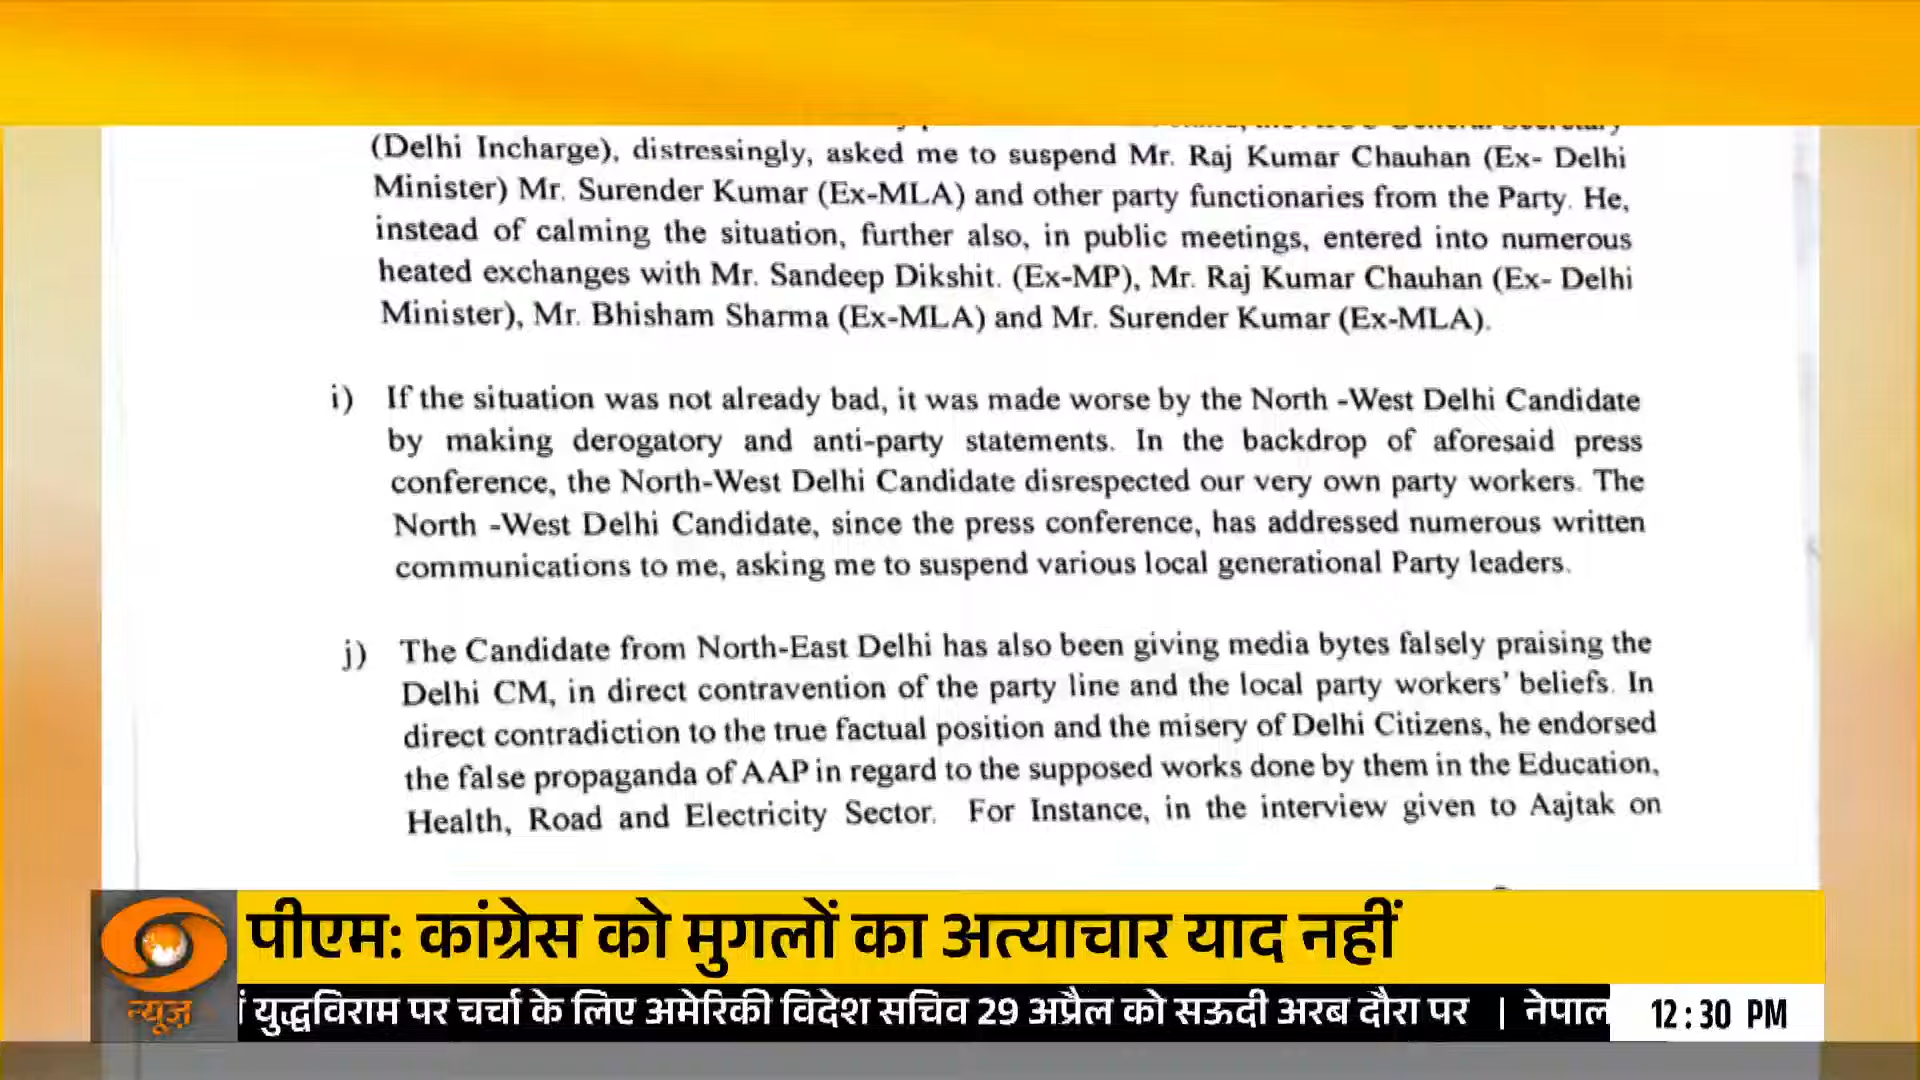 (Delhi Incharge), distressingly, asked me to suspend Mr. Raj Kumar Chauhan (Ex- Delhi
Minister) Mr. Surender Kumar (Ex-MLA) and other party functionaries from the Party. He,
instead of calming the situation, further also, in public meetings, entered into numerous
heated exchanges with Mr. Sandeep Dikshit. (Ex-MP), Mr. Raj Kumar Chauhan (Ex- Delhi
Minister), Mr. Bhisham Sharma (Ex-MLA) and Mr. Surender Kumar (Ex-MLA).
i) If the situation was not already bad, it was made worse by the North -West Delhi Candidate
by making derogatory and anti-party statements. In the backdrop of aforesaid press
conference, the North-West Delhi Candidate disrespected our very own party workers. The
North -West Delhi Candidate, since the press conference, has addressed numerous written
communications to me, asking me to suspend various local generational Party leaders.
j) The Candidate from North-East Delhi has also been giving media bytes falsely praising the
Delhi CM, in direct contravention of the party line and the local party workers' beliefs. In
direct contradiction to the true factual position and the misery of Delhi Citizens, he endorsed
the false propaganda of AAP in regard to the supposed works done by them in the Education,
Health, Road and Electricity Sector. For Instance, in the interview given to Aajtak on
पीएम: कांग्रेस को मुगलों का अत्याचार याद नहीं
न्यूज़
युद्धविराम पर चर्चा के लिए अमेरिकी विदेश सचिव 29 अप्रैल को सऊदी अरब दौरा पर | नेपाल
12:30 PM